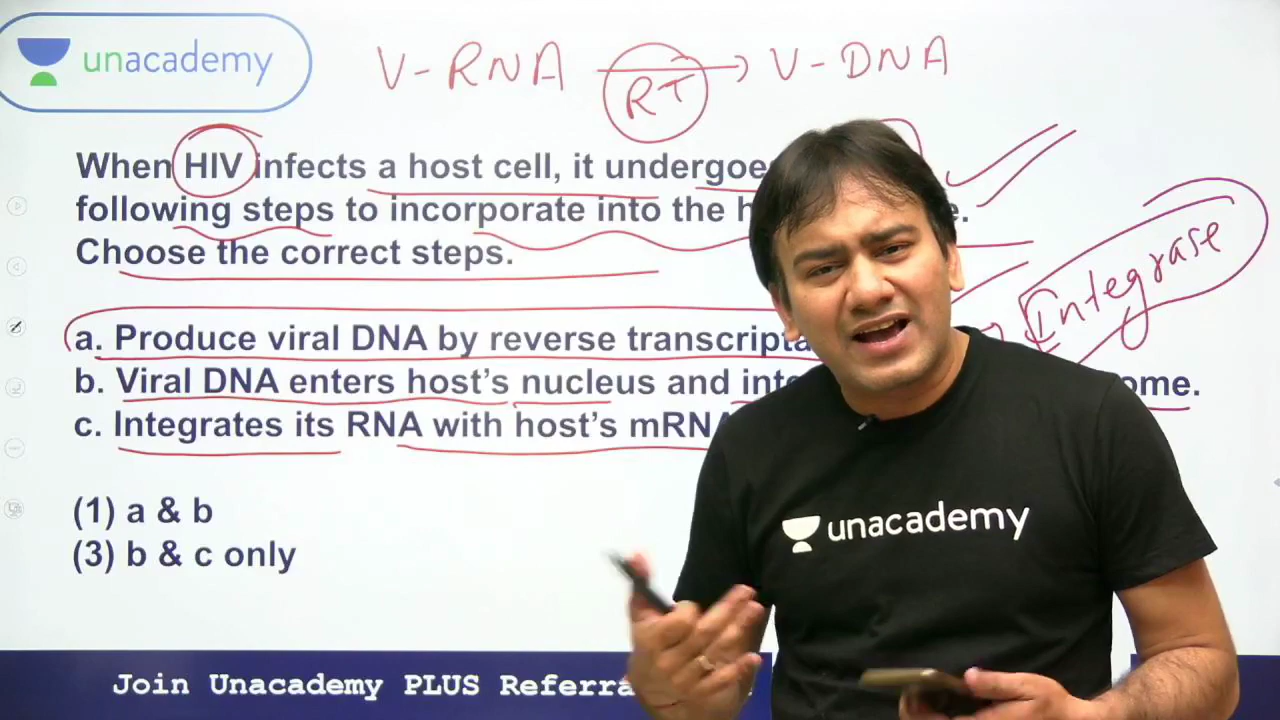 unacademy
V-RNA RT V-DNA
When HIV infects a host cell, it undergoe
following steps to incorporate into the h e.
Choose the correct steps.
Integrase
a. Produce viral DNA by reverse transcripta
b. Viral DNA enters host's nucleus and inte ome.
c. Integrates its RNA with host's mRNA
(1) a & b
(3) b & c only
unacademy
Join Unacademy PLUS Referra